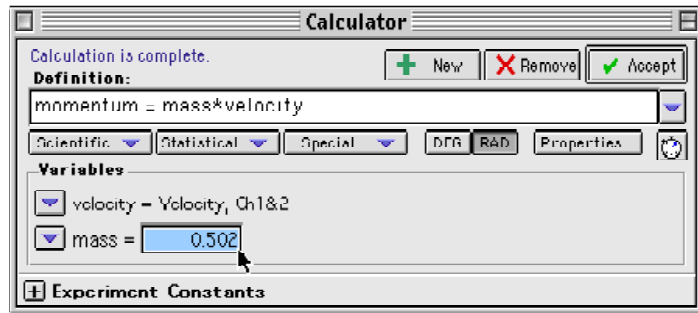 Calculator
Calculation is complete.
New
Remove
Accept
Definition:
momentum = mass*velocity
Scientific
Statistical
Special
DEG
RAD
Properties
Variables
velocity = Velocity, Ch1&2
mass = 0.502
Experiment Constants